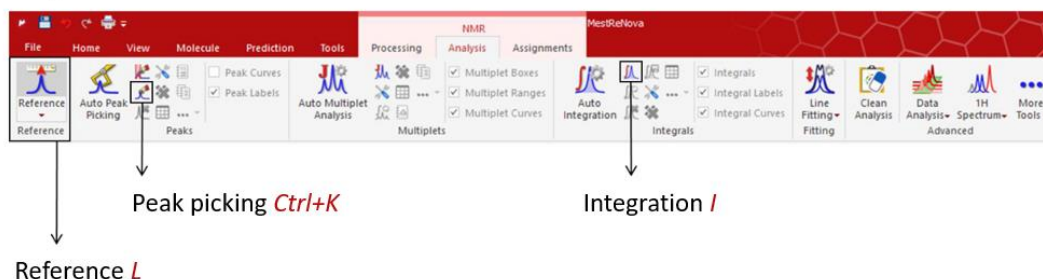 NMR
MestReNova
File Home View Molecule Prediction Tools Processing Analysis Assignments
Reference
Auto Peak Picking
Peak Curves
Peak Labels
Auto Multiplet Analysis
Multiplet Boxes
Multiplet Ranges
Multiplet Curves
Auto Integration
Integrals
Integral Labels
Integral Curves
Line Fitting
Clean Analysis
Data Analysis
1H Spectrum
More Tools
Reference Peaks Multiplets Integrals Fitting Advanced
Peak picking Ctrl+K
Integration I
Reference L